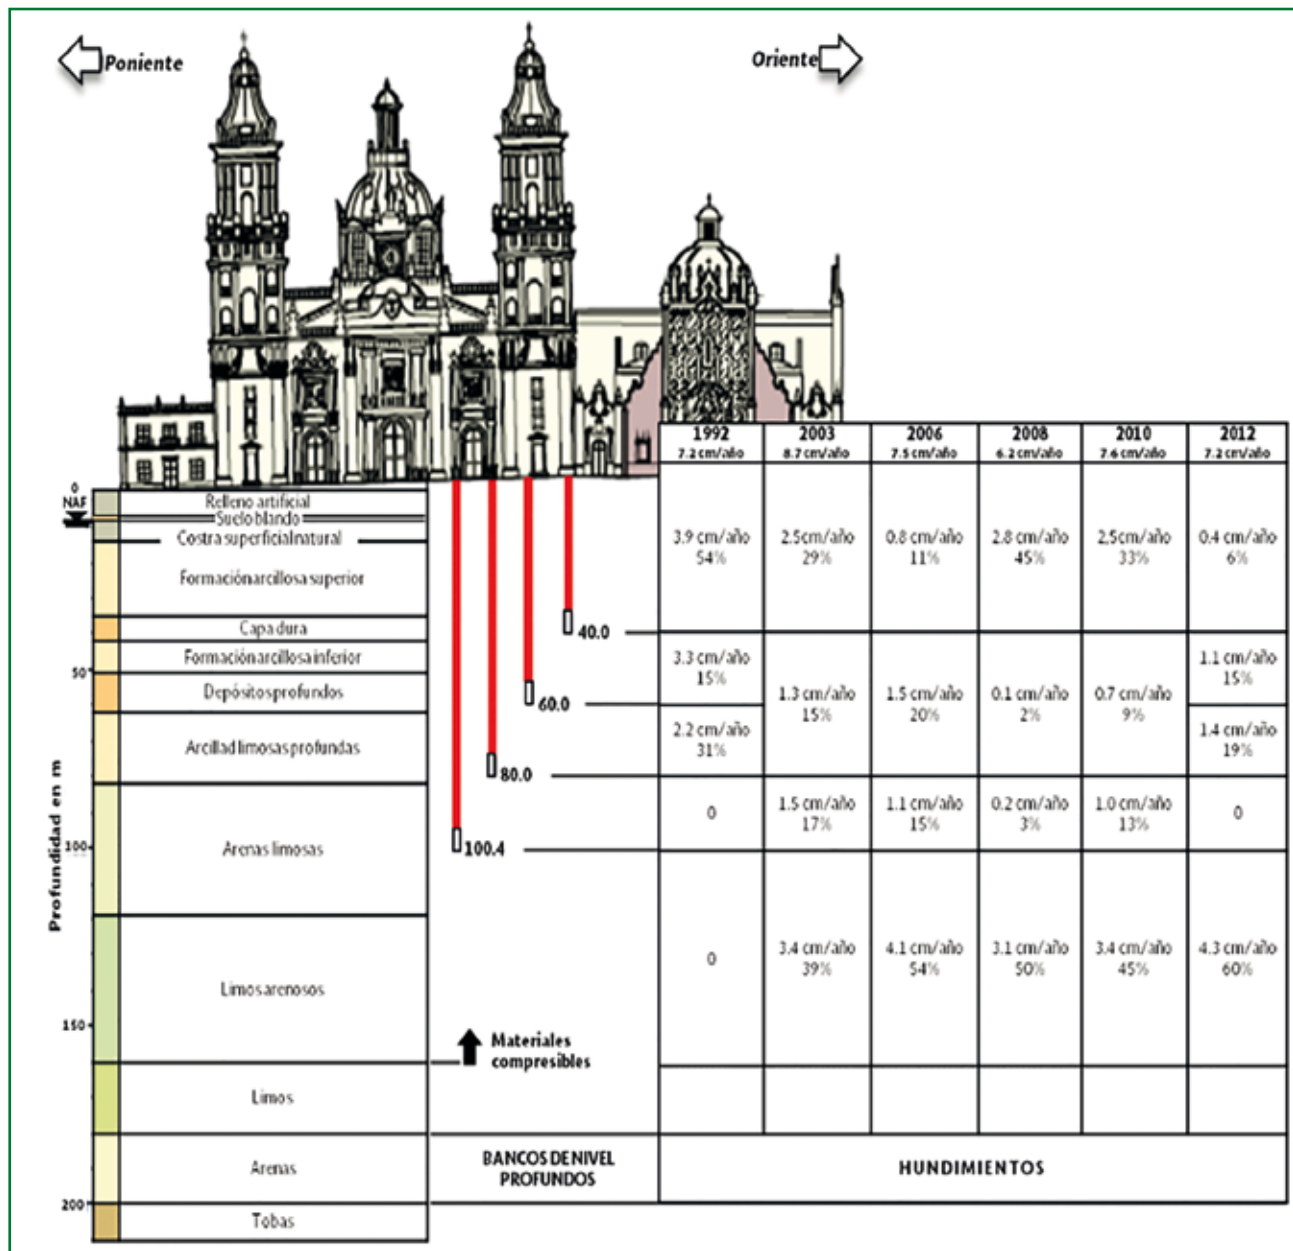 Poniente
Oriente
1992
7.2 cm/año
2003
8.7 cm/año
2006
7.5 cm/año
2008
6.2 cm/año
2010
7.6 cm/año
2012
7.2 cm/año
0
NAF
Relleno artificial
Suelo blando
Costra superficial natural
Formación arcillosa superior
Capa dura
Formación arcillosa inferior
50
Depósitos profundos
Arcillad limosas profundas
100
Arenas limosas
Limos arenosos
150
Limos
Arenas
200
Tobas
Profundidad en m
40.0
60.0
80.0
100.4
Materiales
compresibles
BANCOS DE NIVEL
PROFUNDOS
3.9 cm/año
54%
2.5cm/año
29%
0.8 cm/año
11%
2.8 cm/año
45%
2,5cm/año
33%
0.4 cm/año
6%
3.3 cm/año
15%
2.2 cm/año
31%
1.3 cm/año
15%
1.5 cm/año
20%
0.1 cm/año
2%
0.7 cm/año
9%
1.1 cm/año
15%
1.4 cm/año
19%
0
1.5 cm/año
17%
1.1 cm/año
15%
0.2 cm/año
3%
1.0 cm/año
13%
0
0
3.4 cm/año
39%
4.1 cm/año
54%
3.1 cm/año
50%
3.4 cm/año
45%
4.3 cm/año
60%
HUNDIMIENTOS